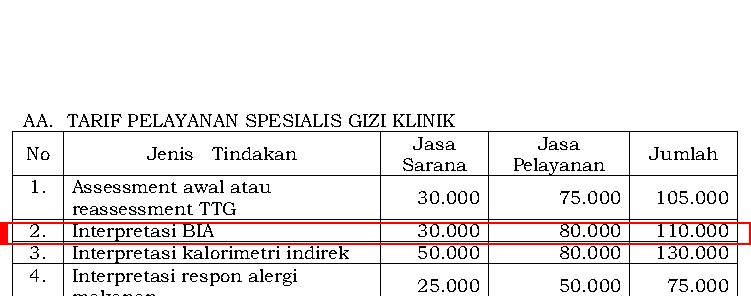 AA. TARIF PELAYANAN SPESIALIS GIZI KLINIK
No Jenis Tindakan Jasa Sarana Jasa Pelayanan Jumlah
1. Assessment awal atau reassessment TTG 30.000 75.000 105.000
2. Interpretasi BIA 30.000 80.000 110.000
3. Interpretasi kalorimetri indirek 50.000 80.000 130.000
4. Interpretasi respon alergi 25.000 50.000 75.000